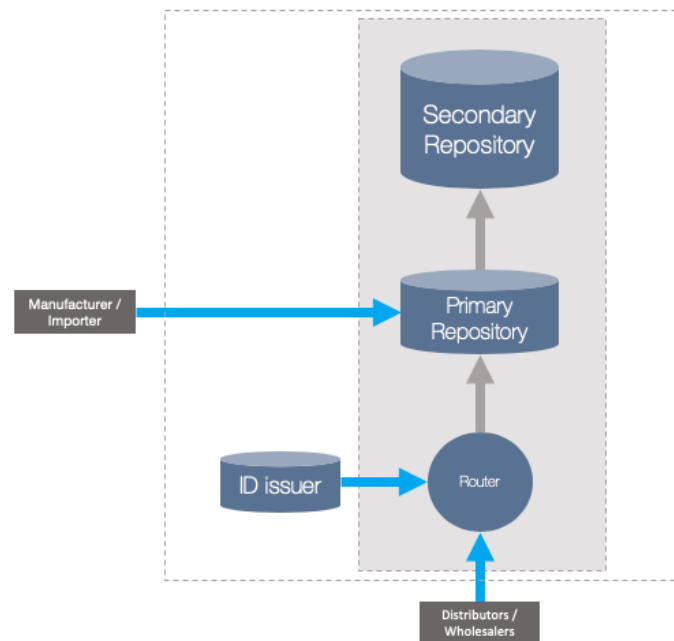 Secondary
Repository
Manufacturer /
Importer
Primary
Repository
ID issuer
Router
Distributors /
Wholesalers